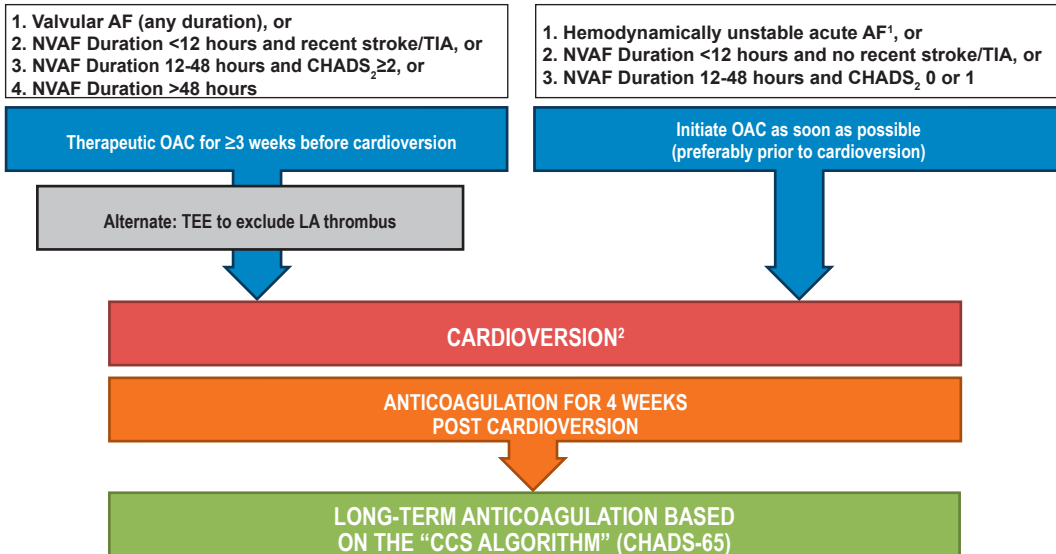 1. Valvular AF (any duration), or
2. NVAF Duration <12 hours and recent stroke/TIA, or
3. NVAF Duration 12-48 hours and CHADS₂≥2, or
4. NVAF Duration >48 hours
Therapeutic OAC for ≥3 weeks before cardioversion
Alternate: TEE to exclude LA thrombus
1. Hemodynamically unstable acute AF¹, or
2. NVAF Duration <12 hours and no recent stroke/TIA, or
3. NVAF Duration 12-48 hours and CHADS₂ 0 or 1
Initiate OAC as soon as possible
(preferably prior to cardioversion)
CARDIOVERSION²
ANTICOAGULATION FOR 4 WEEKS
POST CARDIOVERSION
LONG-TERM ANTICOAGULATION BASED
ON THE “CCS ALGORITHM” (CHADS-65)